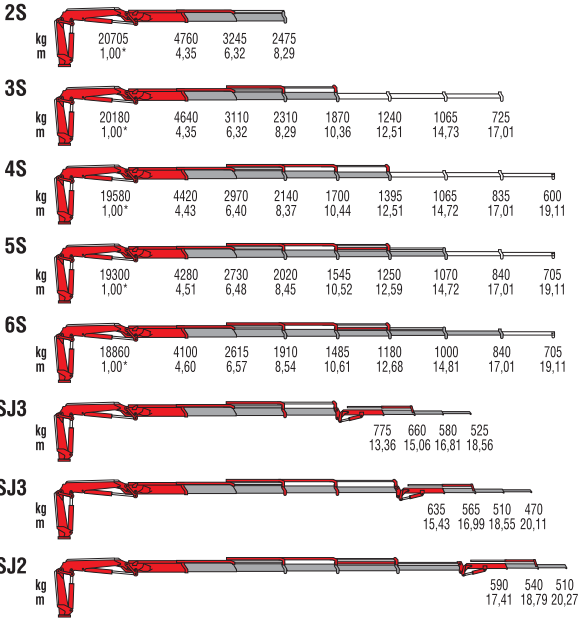 2S
kg 20705 4760 3245 2475
m 1,00* 4,35 6,32 8,29
3S
kg 20180 4640 3110 2310 1870 1240 1065 725
m 1,00* 4,35 6,32 8,29 10,36 12,51 14,73 17,01
4S
kg 19580 4420 2970 2140 1700 1395 1065 835 600
m 1,00* 4,43 6,40 8,37 10,44 12,51 14,72 17,01 19,11
5S
kg 19300 4280 2730 2020 1545 1250 1070 840 705
m 1,00* 4,51 6,48 8,45 10,52 12,59 14,72 17,01 19,11
6S
kg 18860 4100 2615 1910 1485 1180 1000 840 705
m 1,00* 4,60 6,57 8,54 10,61 12,68 14,81 17,01 19,11
SJ3
kg 775 660 580 525
m 13,36 15,06 16,81 18,56
SJ3
kg 635 565 510 470
m 15,43 16,99 18,55 20,11
SJ2
kg 590 540 510
m 17,41 18,79 20,27